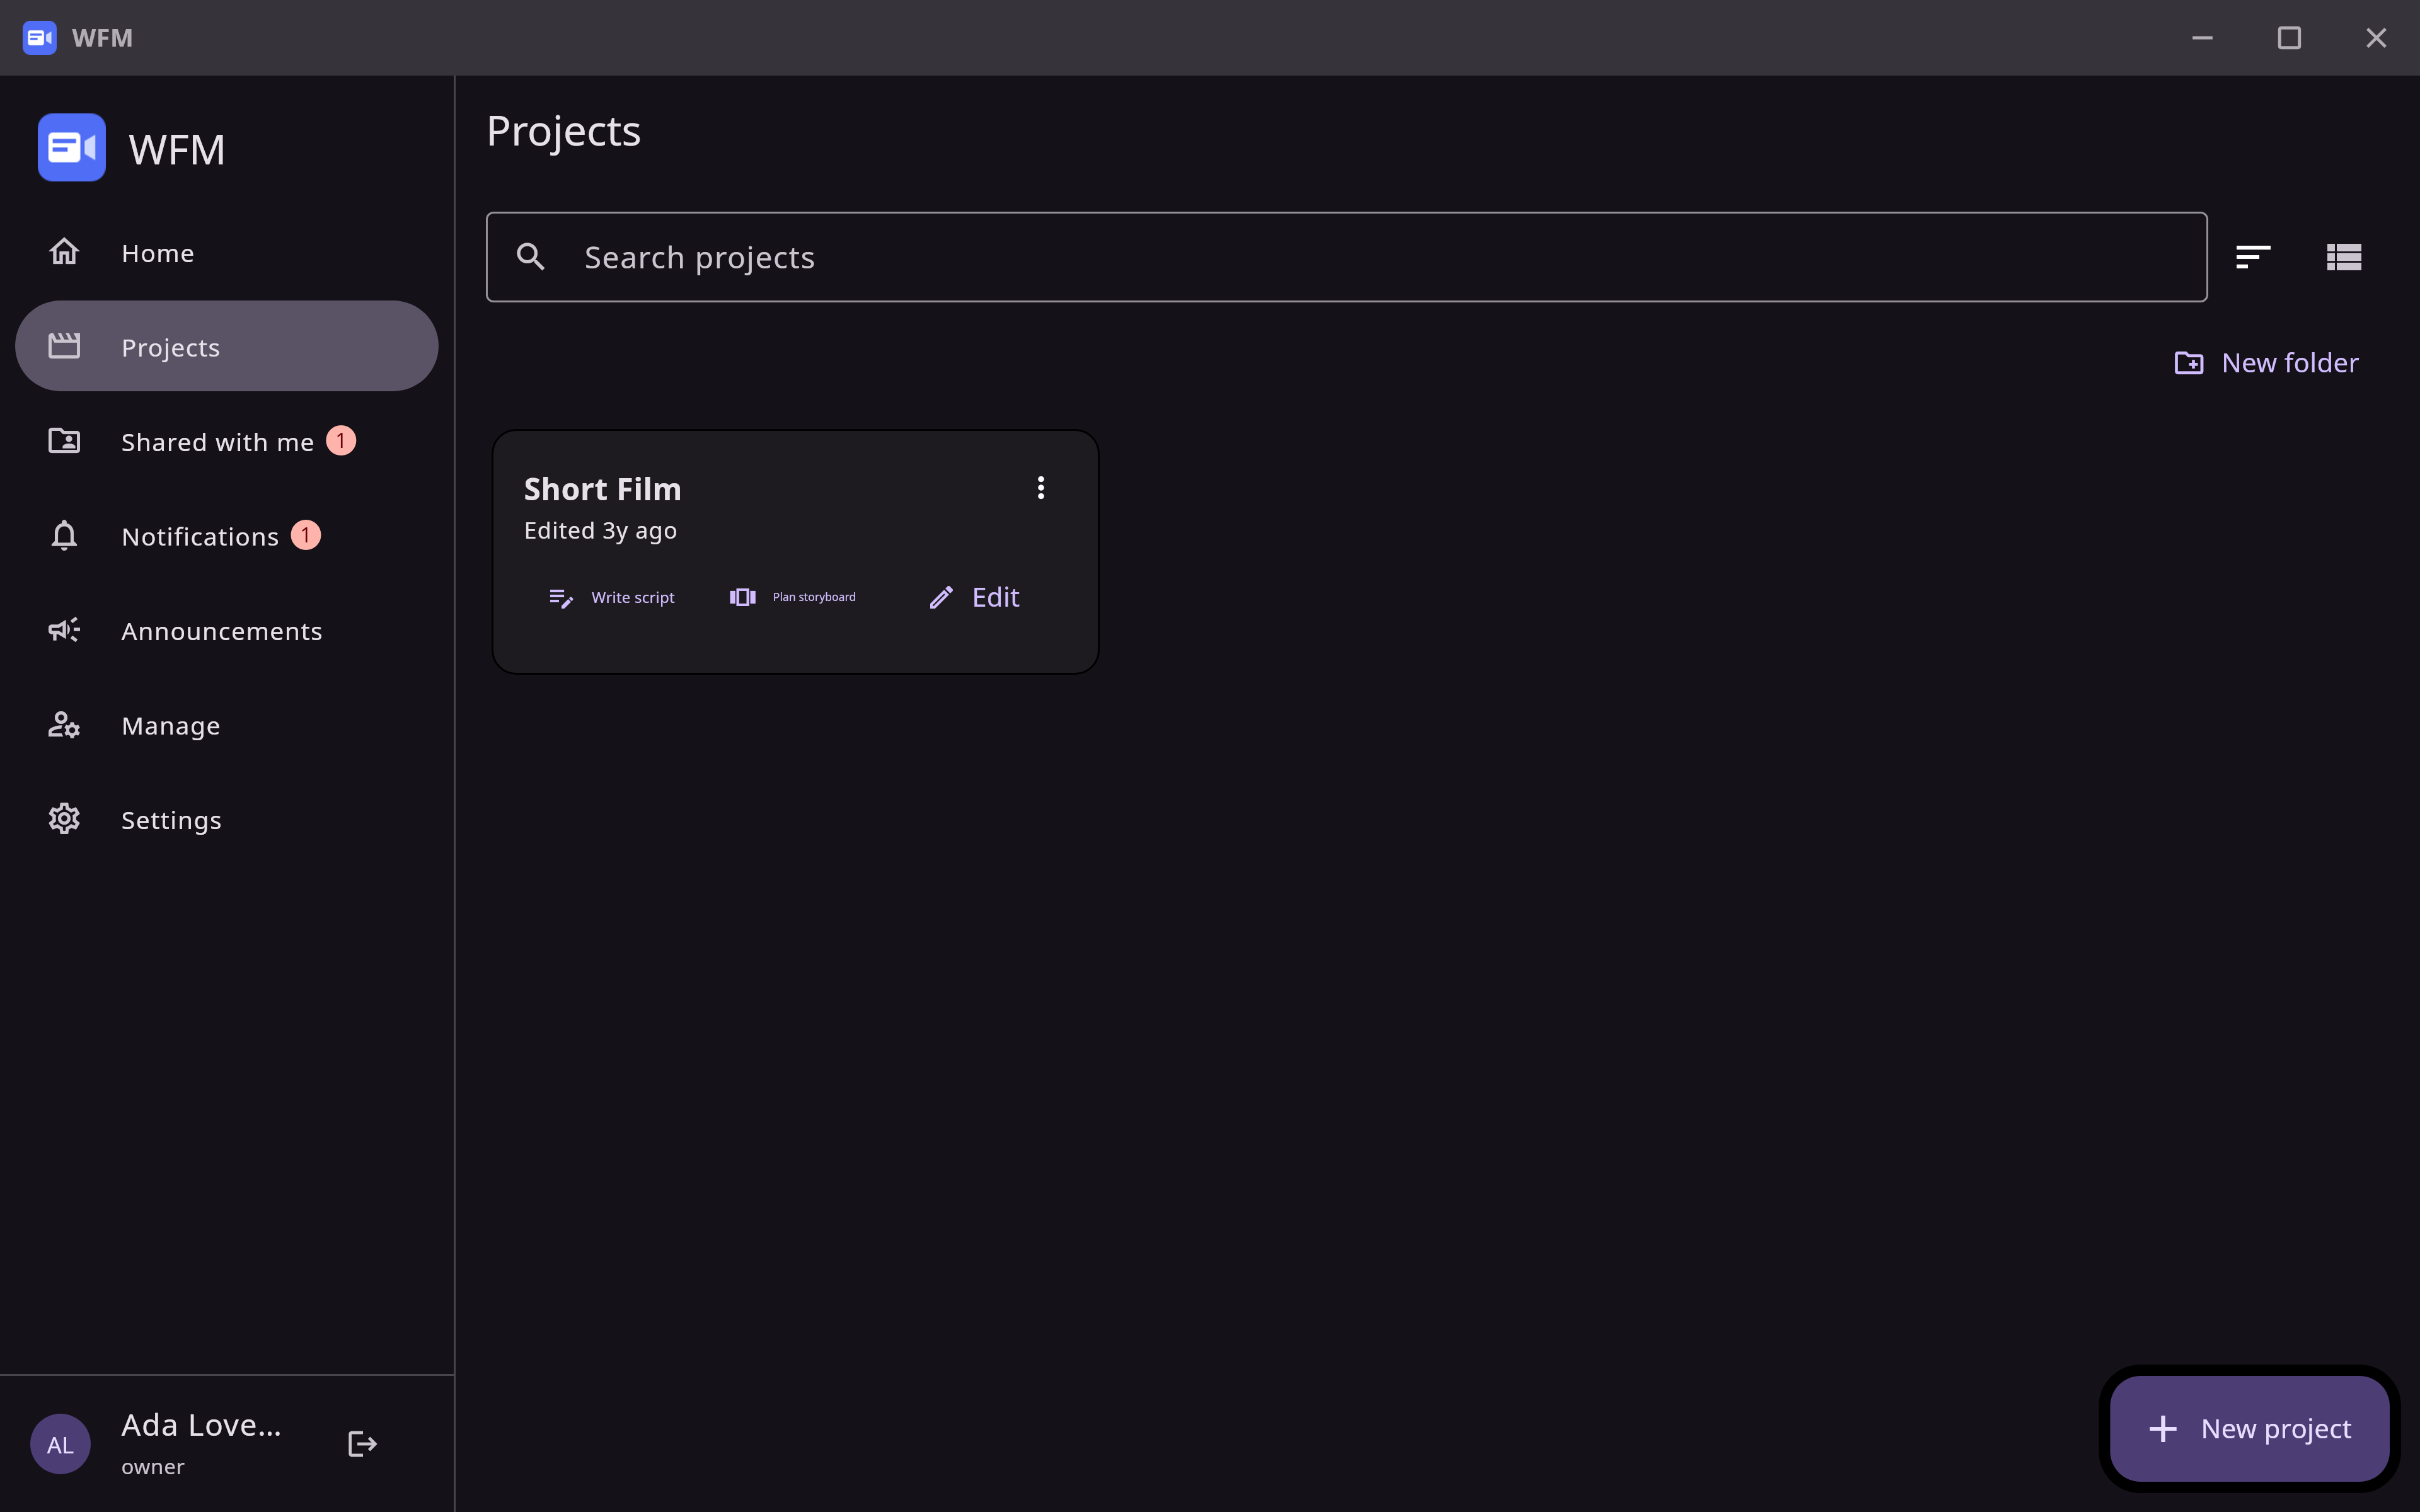 WFM
WFM
Home
Projects
Shared with me 1
Notifications 1
Announcements
Manage
Settings
AL
Ada Love...
owner
Projects
Search projects
New folder
Short Film
Edited 3y ago
Write script
Plan storyboard
Edit
New project